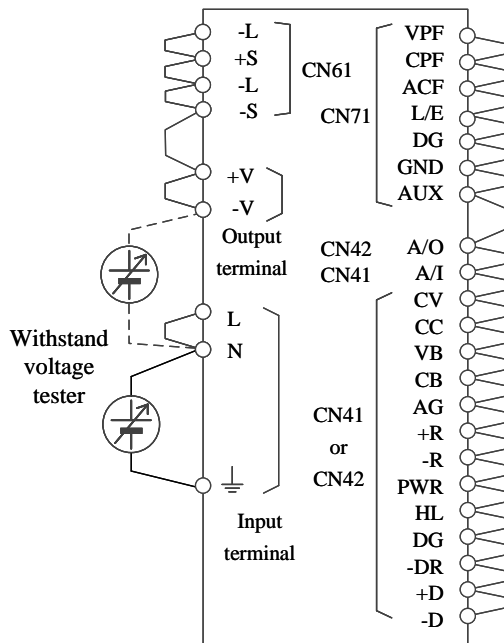 -L
+S
-L
-S
CN61
+V
-V
Output
terminal
Withstand
voltage
tester
L
N
Input
terminal
VPF
CPF
ACF
L/E
DG
GND
AUX
CN71
CN42
CN41
A/O
A/I
CV
CC
VB
CB
AG
+R
-R
PWR
HL
DG
-DR
+D
-D
CN41
or
CN42